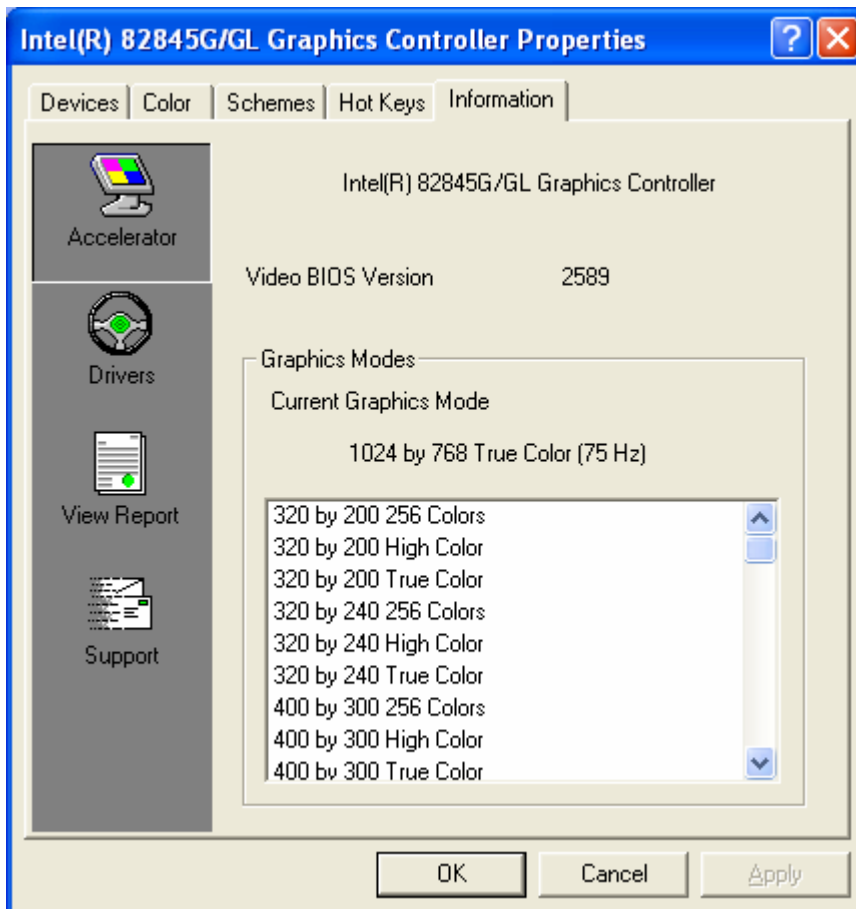 Intel(R) 82845G/GL Graphics Controller Properties
Devices Color Schemes Hot Keys Information
Accelerator
Drivers
View Report
Support
Intel(R) 82845G/GL Graphics Controller
Video BIOS Version 2589
Graphics Modes
Current Graphics Mode
1024 by 768 True Color (75 Hz)
320 by 200 256 Colors
320 by 200 High Color
320 by 200 True Color
320 by 240 256 Colors
320 by 240 High Color
320 by 240 True Color
400 by 300 256 Colors
400 by 300 High Color
400 by 300 True Color
OK Cancel Apply